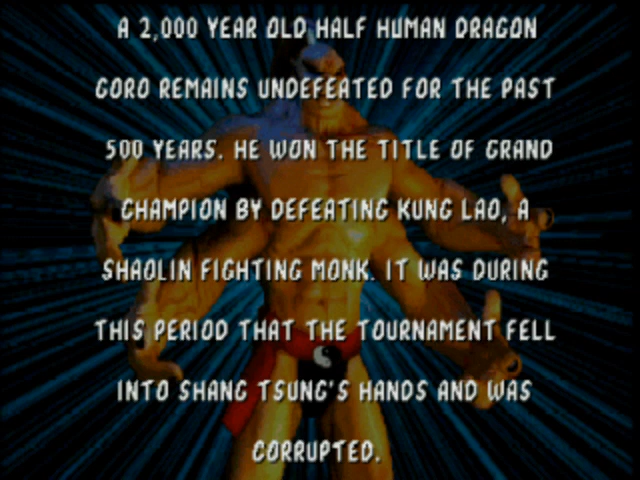 A 2,000 YEAR OLD HALF HUMAN DRAGON
GORO REMAINS UNDEFEATED FOR THE PAST
500 YEARS. HE WON THE TITLE OF GRAND
CHAMPION BY DEFEATING KUNG LAO, A
SHAOLIN FIGHTING MONK. IT WAS DURING
THIS PERIOD THAT THE TOURNAMENT FELL
INTO SHANG TSUNG'S HANDS AND WAS
CORRUPTED.